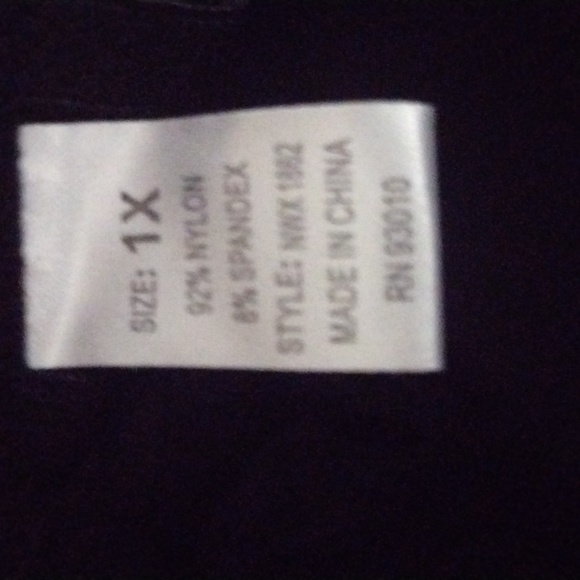 SIZE: 1X
92% NYLON
8% SPANDEX
STYLE: NWX 1862
MADE IN CHINA
RN 93010